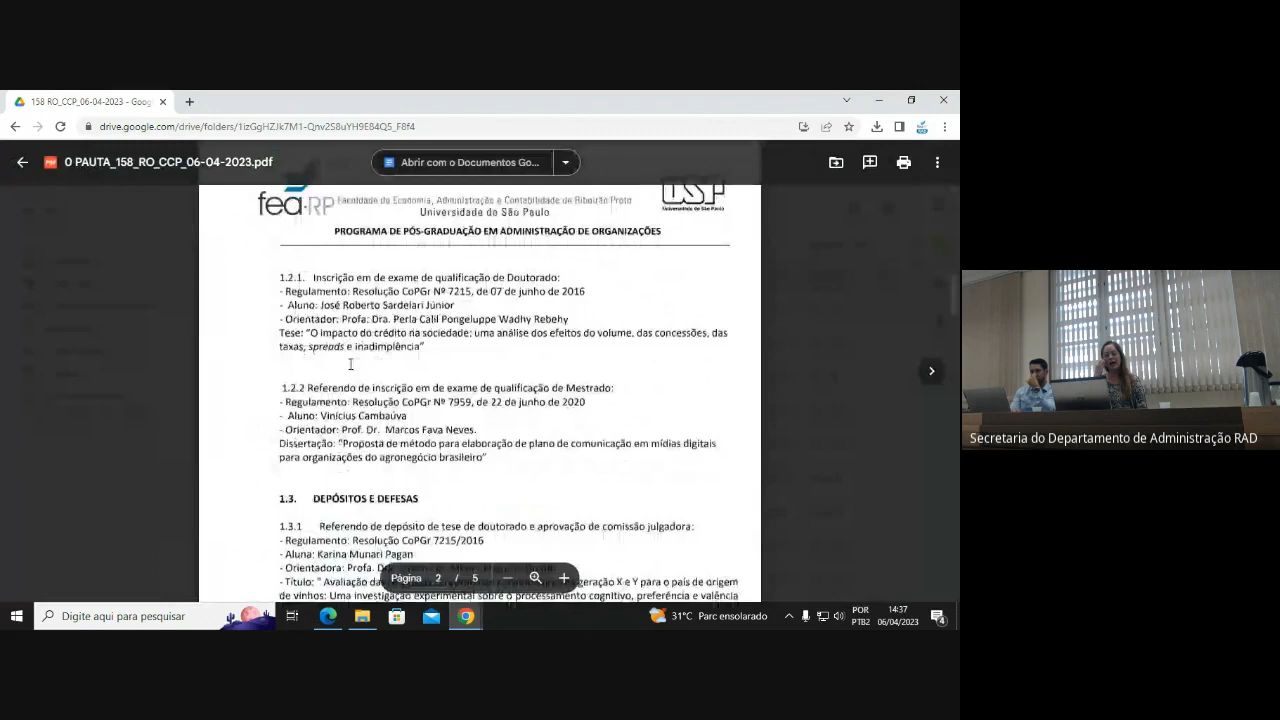 158 RO_CCP_06-04-2023 - Goog
drive.google.com/drive/folders/1izGgHZJk7M1-Qnv2S8uYH9E84Q5_F8f4
0 PAUTA_158_RO_CCP_06-04-2023.pdf
Abrir com o Documentos Go...
fea-RP
Faculdade de Economia, Administração e Contabilidade de Ribeirão Preto
Universidade de São Paulo
USP
Universidade de São Paulo
PROGRAMA DE PÓS-GRADUAÇÃO EM ADMINISTRAÇÃO DE ORGANIZAÇÕES
1.2.1. Inscrição em de exame de qualificação de Doutorado:
- Regulamento: Resolução CoPGr Nº 7215, de 07 de junho de 2016
- Aluno: José Roberto Sardelari Júnior
- Orientador: Profa: Dra. Perla Calil Pongeluppe Wadhy Rebehy
Tese: "O impacto do crédito na sociedade: uma análise dos efeitos do volume, das concessões, das
taxas, spreads e inadimplência"
1.2.2 Referendo de inscrição em de exame de qualificação de Mestrado:
- Regulamento: Resolução CoPGr Nº 7959, de 22 de junho de 2020
- Aluno: Vinícius Cambaúva
- Orientador: Prof. Dr. Marcos Fava Neves.
Dissertação: "Proposta de método para elaboração de plano de comunicação em mídias digitais
para organizações do agronegócio brasileiro"
1.3. DEPÓSITOS E DEFESAS
1.3.1 Referendo de depósito de tese de doutorado e aprovação de comissão julgadora:
- Regulamento: Resolução CoPGr 7215/2016
- Aluna: Karina Munari Pagan
- Orientadora: Profa.
- Título: " Avaliação geração X e Y para o país de origem
de vinhos: Uma investigação experimental sobre o processamento cognitivo, preferência e valência
Página 2 / 5
Digite aqui para pesquisar
31°C Parc ensolarado
POR
PTB2
14:37
06/04/2023
4
Secretaria do Departamento de Administração RAD